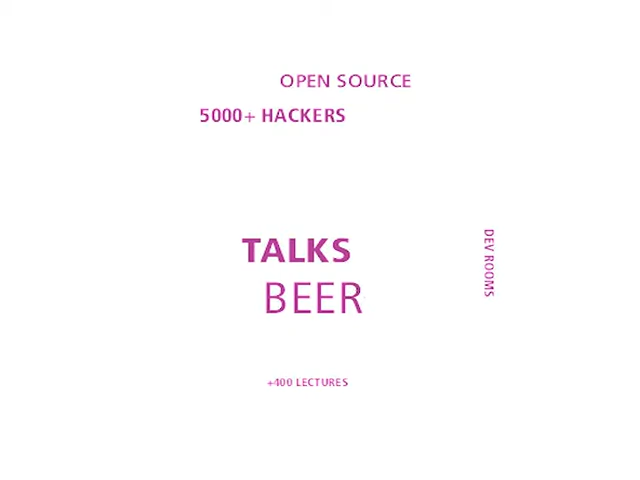 OPEN SOURCE
5000+ HACKERS
TALKS
DEV ROOMS
BEER
+400 LECTURES